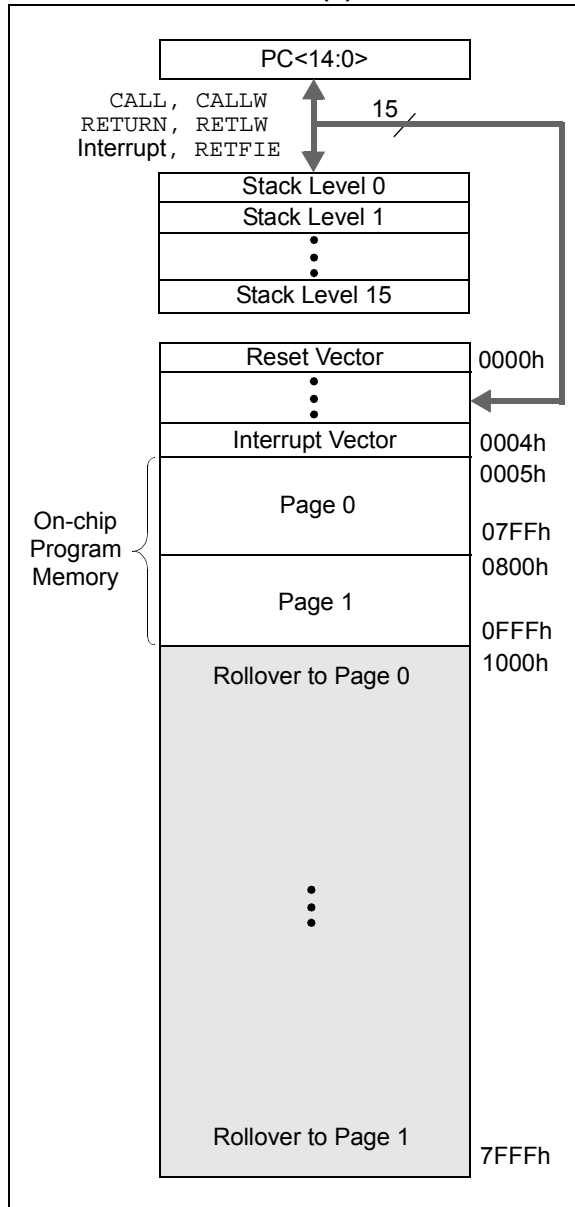 PC<14:0>
CALL, CALLW
RETURN, RETLW
Interrupt, RETFIE
15
Stack Level 0
Stack Level 1
Stack Level 15
Reset Vector
0000h
Interrupt Vector
0004h
0005h
On-chip
Program
Memory
Page 0
07FFh
0800h
Page 1
0FFFh
1000h
Rollover to Page 0
Rollover to Page 1
7FFFh